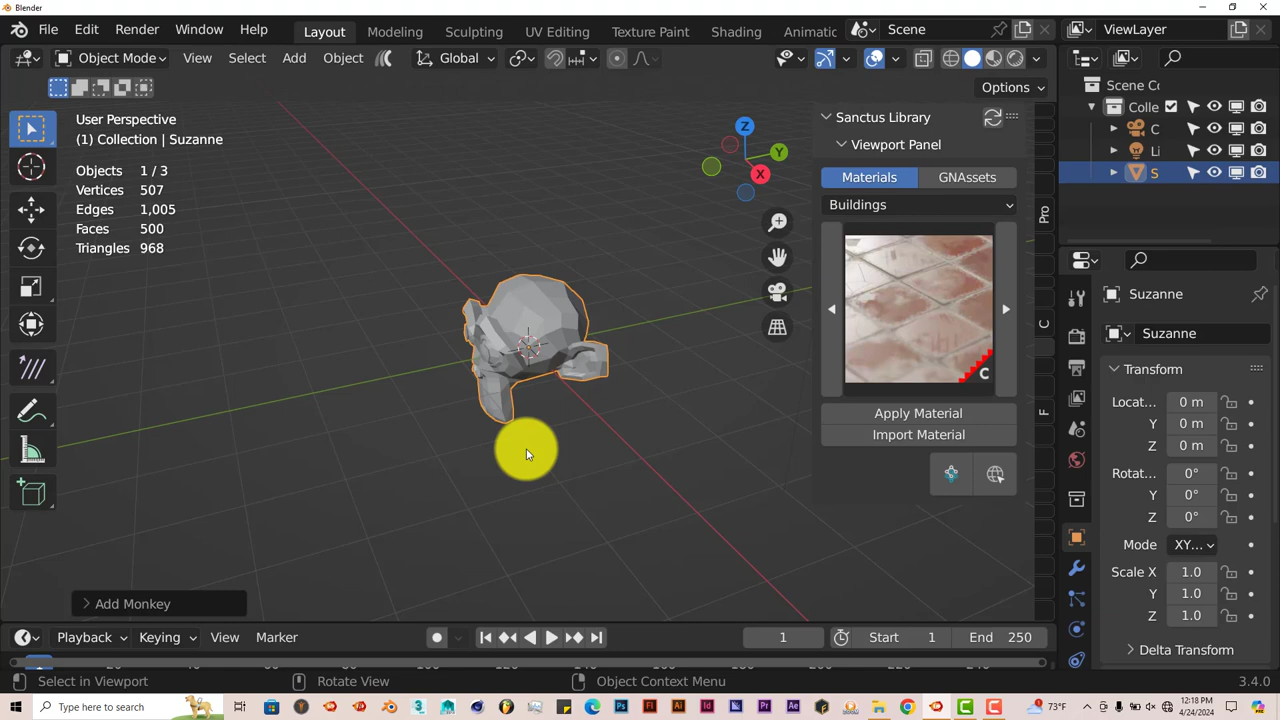 Blender
File Edit Render Window Help Layout Modeling Sculpting UV Editing Texture Paint Shading Animatic Scene ViewLayer
Object Mode View Select Add Object Global
Options
User Perspective
(1) Collection | Suzanne
Objects 1 / 3
Vertices 507
Edges 1,005
Faces 500
Triangles 968
Z
Y
X
Sanctus Library
Viewport Panel
Materials GNAssets
Buildings
C
Apply Material
Import Material
Pro
C
F
Scene Cc
Colle
C
Li
S
Suzanne
Suzanne
Transform
Locat... 0 m
Y 0 m
Z 0 m
Rotat... 0°
Y 0°
Z 0°
Mode XY...
Scale X 1.0
Y 1.0
Z 1.0
Delta Transform
Add Monkey
Playback Keying View Marker 1 Start 1 End 250
Select in Viewport Rotate View Object Context Menu 3.4.0
Type here to search 73°F 12:18 PM
4/24/2024